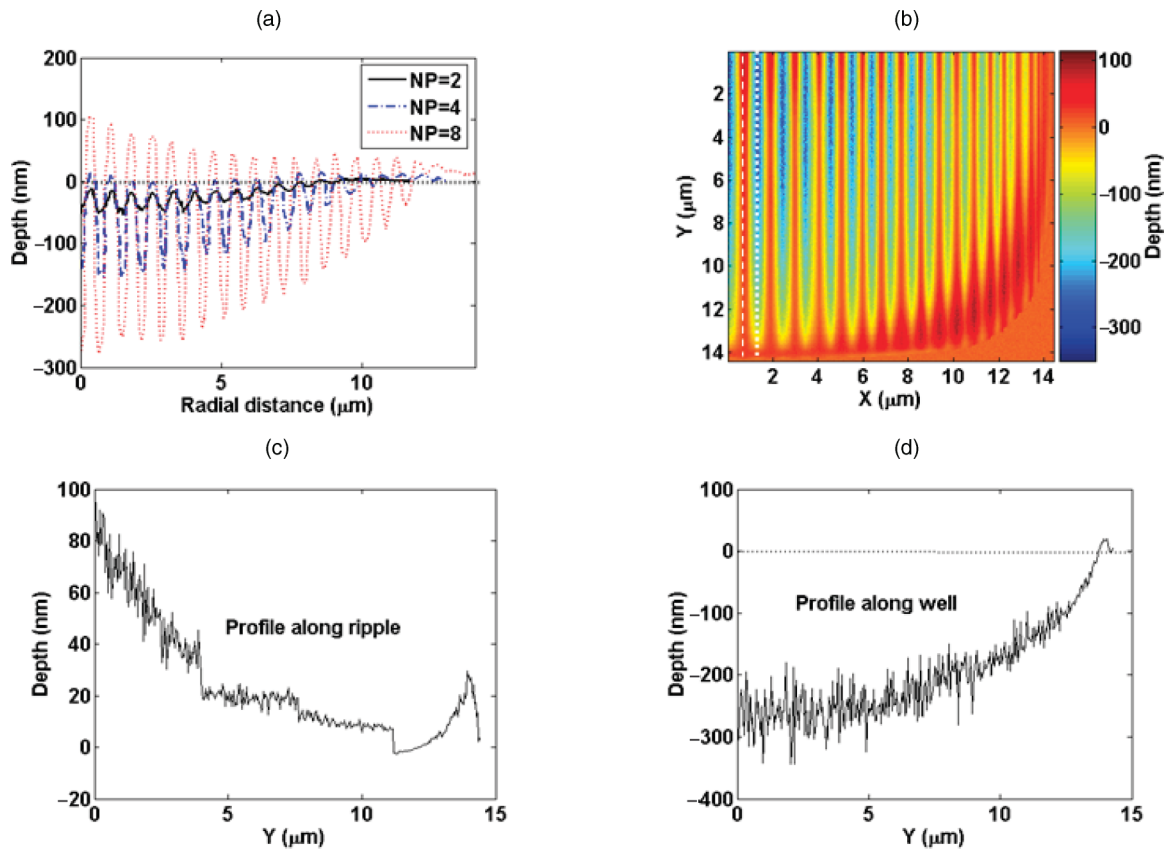 (a)
200
100
0
−100
−200
−300
Depth (nm)
NP=2
NP=4
NP=8
0
5
10
Radial distance (μm)
(b)
2
4
6
8
10
12
14
Y (μm)
2
4
6
8
10
12
14
X (μm)
100
0
−100
−200
−300
Depth (nm)
(c)
100
80
60
40
20
0
−20
Depth (nm)
Profile along ripple
0
5
10
15
Y (μm)
(d)
100
0
−100
−200
−300
−400
Depth (nm)
Profile along well
0
5
10
15
Y (μm)